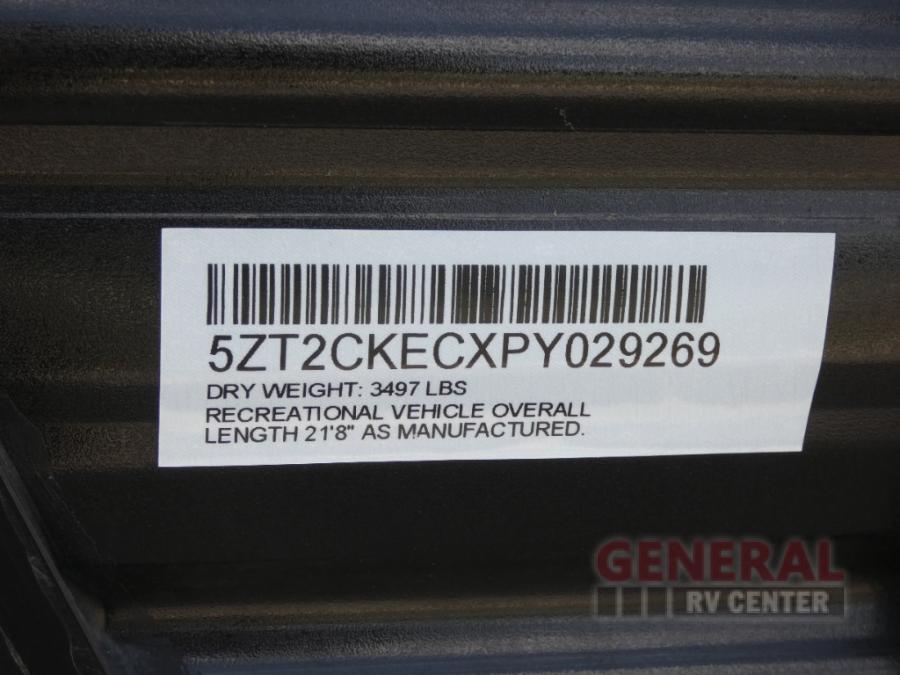 5ZT2CKECXPY029269
DRY WEIGHT: 3497 LBS
RECREATIONAL VEHICLE OVERALL
LENGTH 21'8" AS MANUFACTURED.
GENERAL
RV CENTER